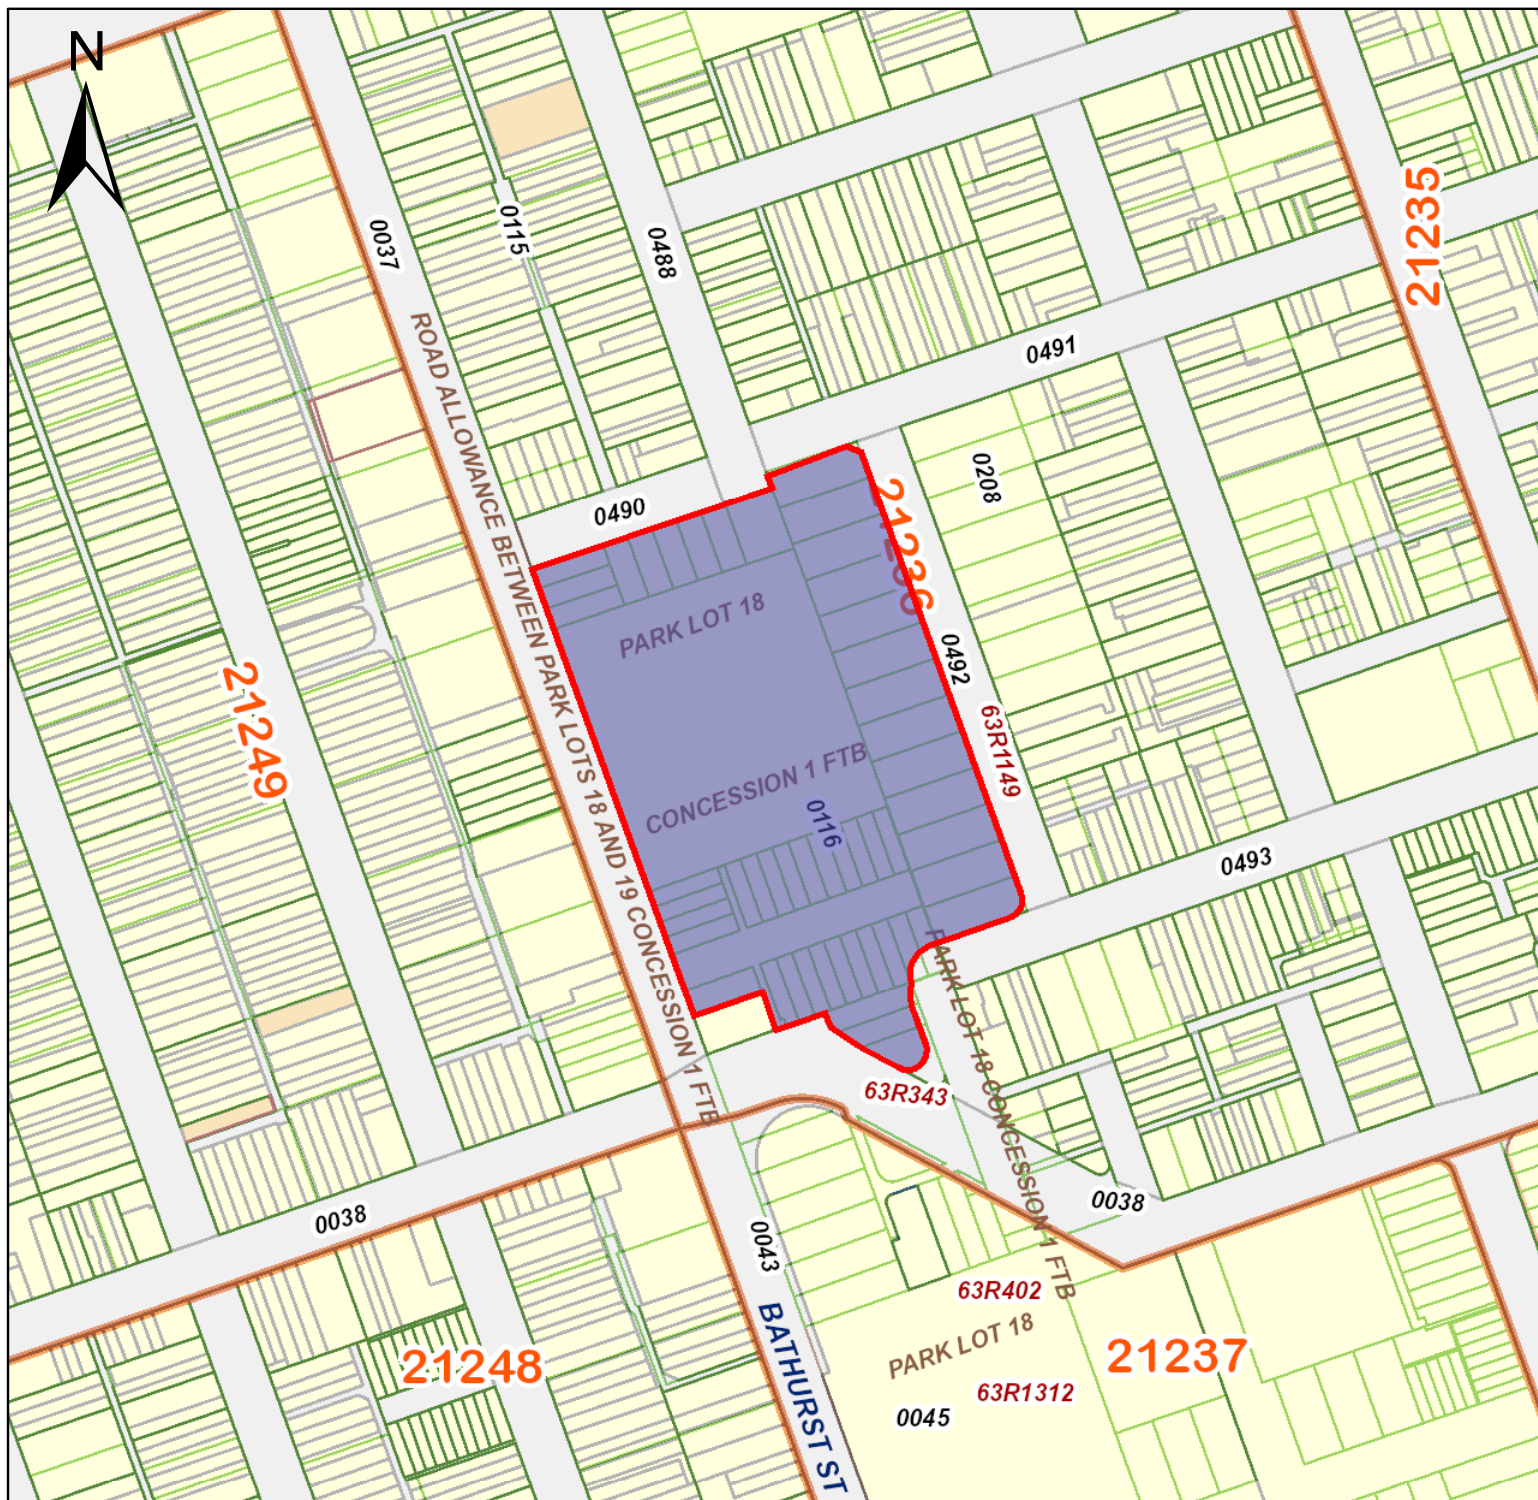 N
21235
0037
0115
0488
ROAD ALLOWANCE BETWEEN PARK LOTS 18 AND 19 CONCESSION 1 FTB
0491
0208
0490
21236
PARK LOT 18
0492
21249
63R1149
CONCESSION 1 FTB
0116
0493
PARK LOT 18 CONCESSION 1 FTB
63R343
0038
0038
0043
63R402
BATHURST ST
PARK LOT 18
21248
21237
63R1312
0045